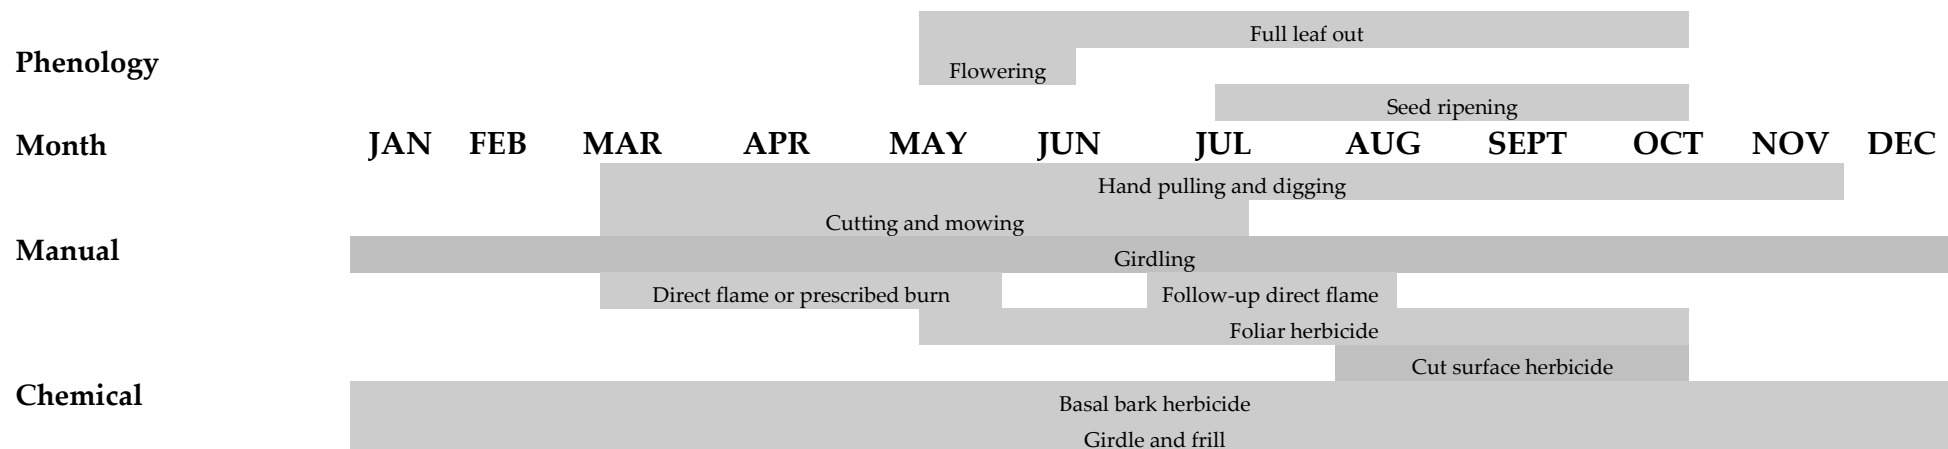 Full leaf out
Phenology
Flowering
Seed ripening
Month JAN FEB MAR APR MAY JUN JUL AUG SEPT OCT NOV DEC
Hand pulling and digging
Cutting and mowing
Manual
Girdling
Direct flame or prescribed burn Follow-up direct flame
Foliar herbicide
Cut surface herbicide
Chemical
Basal bark herbicide
Girdle and frill